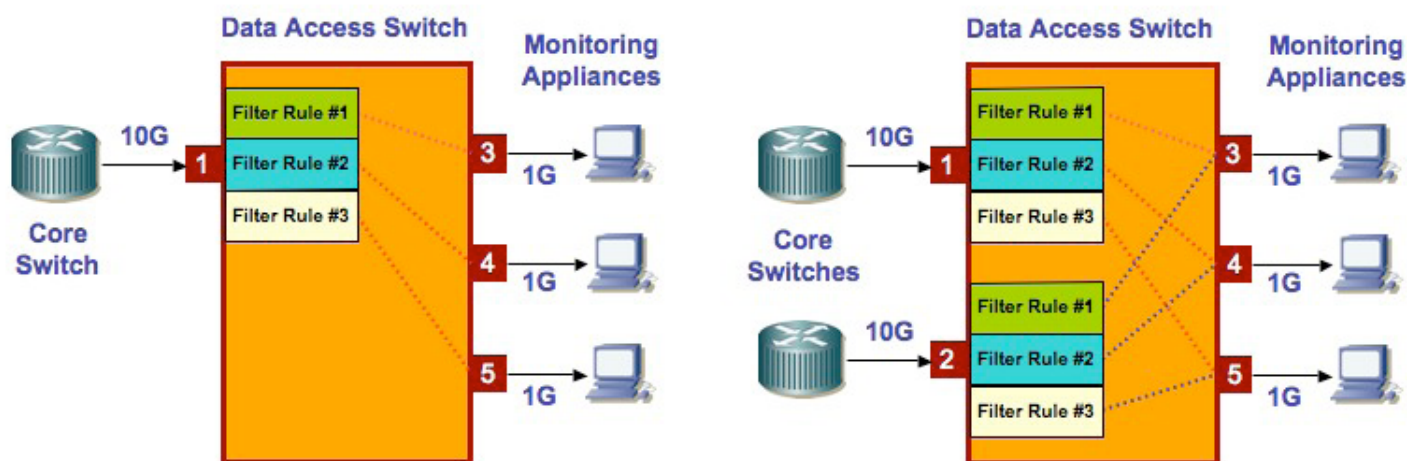 Data Access Switch
Monitoring
Appliances
Filter Rule #1
10G
1
Filter Rule #2
3
1G
Filter Rule #3
Core
Switch
4
1G
5
1G
Data Access Switch
Monitoring
Appliances
Filter Rule #1
10G
1
Filter Rule #2
3
1G
Filter Rule #3
Core
Switches
4
1G
Filter Rule #1
10G
2
Filter Rule #2
5
1G
Filter Rule #3